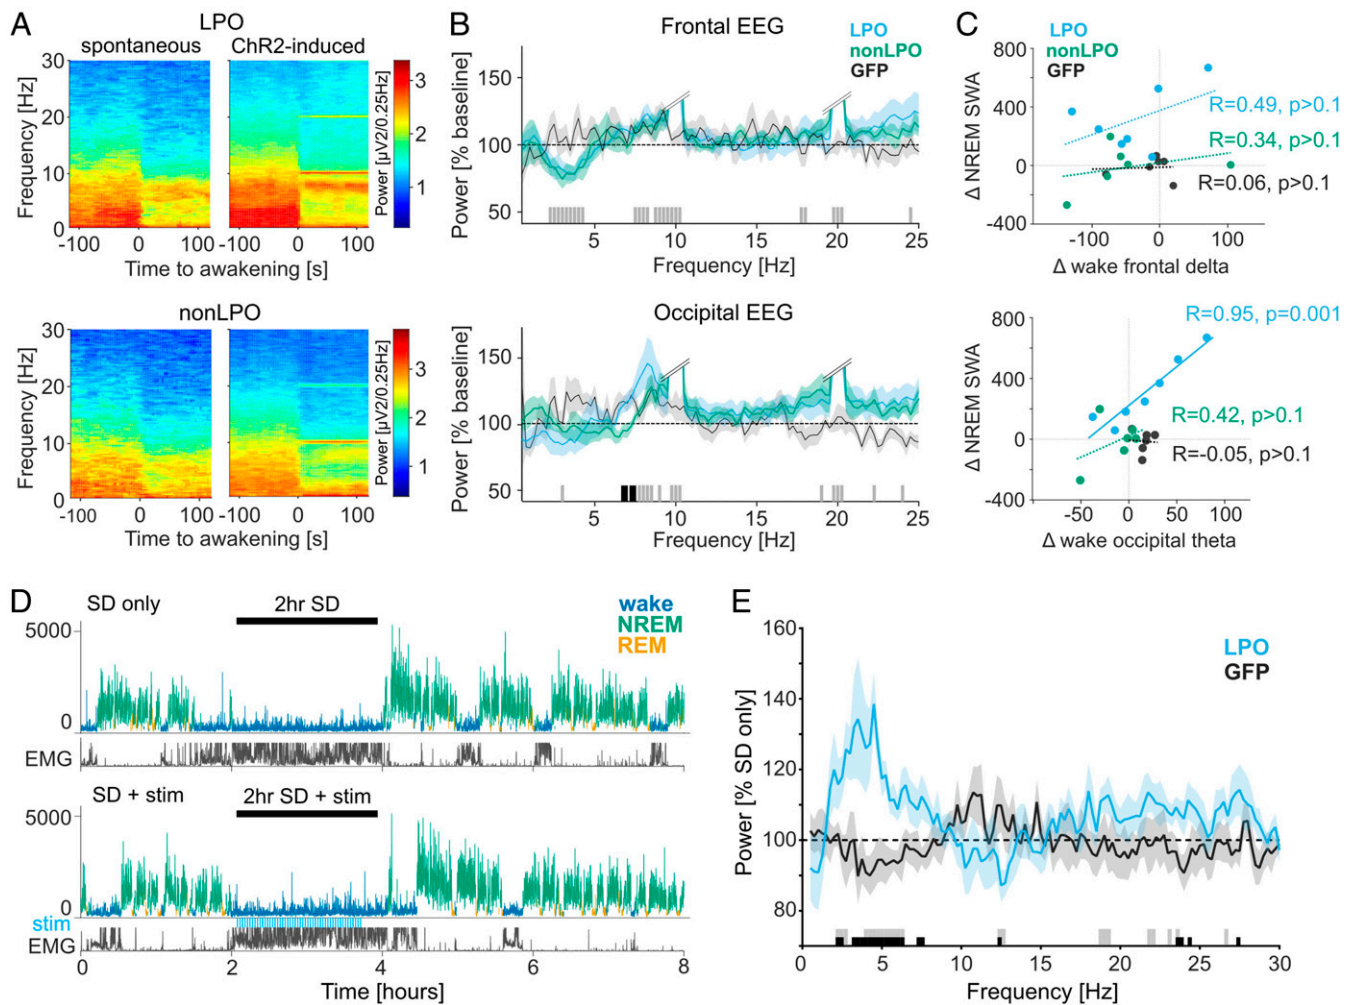 A
LPO
spontaneous
ChR2-induced
Frequency [Hz]
30
20
10
0
-100
0
100
-100
0
100
Time to awakening [s]
Power [µV2/0.25Hz]
3
2
1
nonLPO
Frequency [Hz]
30
20
10
0
-100
0
100
-100
0
100
Time to awakening [s]
Power [µV2/0.25Hz]
3
2
1
B
Frontal EEG
LPO
nonLPO
GFP
Power [% baseline]
150
100
50
5
10
15
20
25
Frequency [Hz]
Occipital EEG
Power [% baseline]
150
100
50
5
10
15
20
25
Frequency [Hz]
C
LPO
nonLPO
GFP
Δ NREM SWA
800
400
0
-400
R=0.49, p>0.1
R=0.34, p>0.1
R=0.06, p>0.1
-100
0
100
Δ wake frontal delta
Δ NREM SWA
800
400
0
-400
R=0.95, p=0.001
R=0.42, p>0.1
R=-0.05, p>0.1
-50
0
50
100
Δ wake occipital theta
D
SD only
2hr SD
wake
NREM
REM
5000
0
EMG
0
2
4
6
8
SD + stim
2hr SD + stim
5000
0
stim
EMG
0
2
4
6
8
Time [hours]
E
LPO
GFP
Power [% SD only]
160
140
120
100
80
0
5
10
15
20
25
30
Frequency [Hz]